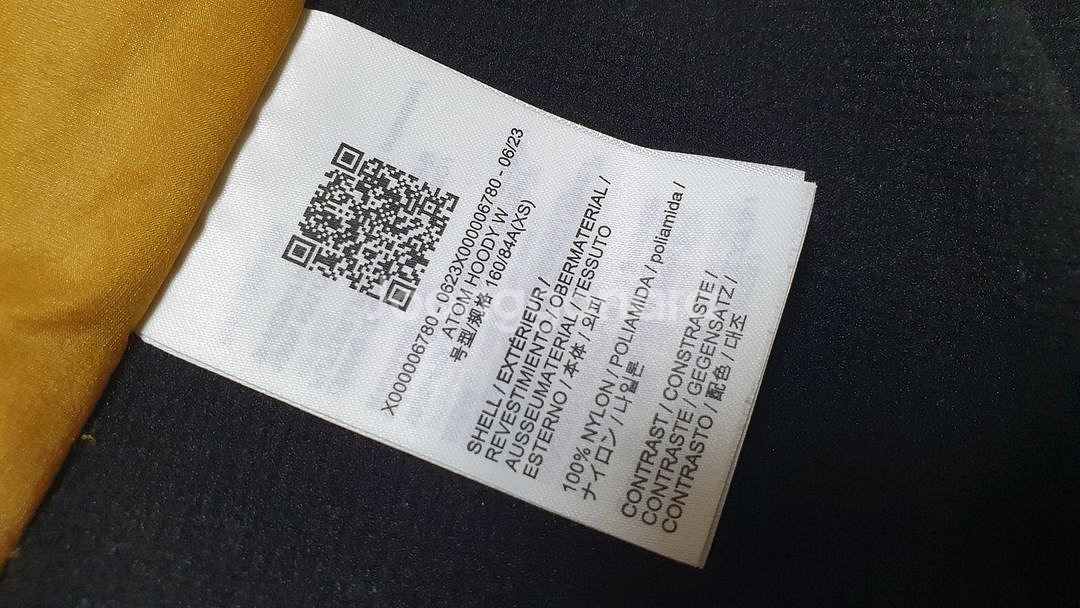 X000006780 - 0623X000006780 - 06/23
ATOM HOODY W
号型/规格 160/84A(XS)
SHELL / EXTÉRIEUR /
REVESTIMIENTO / OBERMATERIAL /
AUSSEUMATERIAL / TESSUTO
ESTERNO / 本体 / 외피
100% NYLON / POLIAMIDA / poliamida /
ナイロン / 나일론
CONTRAST / CONSTRASTE /
CONTRASTE / GEGENSATZ /
CONTRASTO / 配色 / 대조